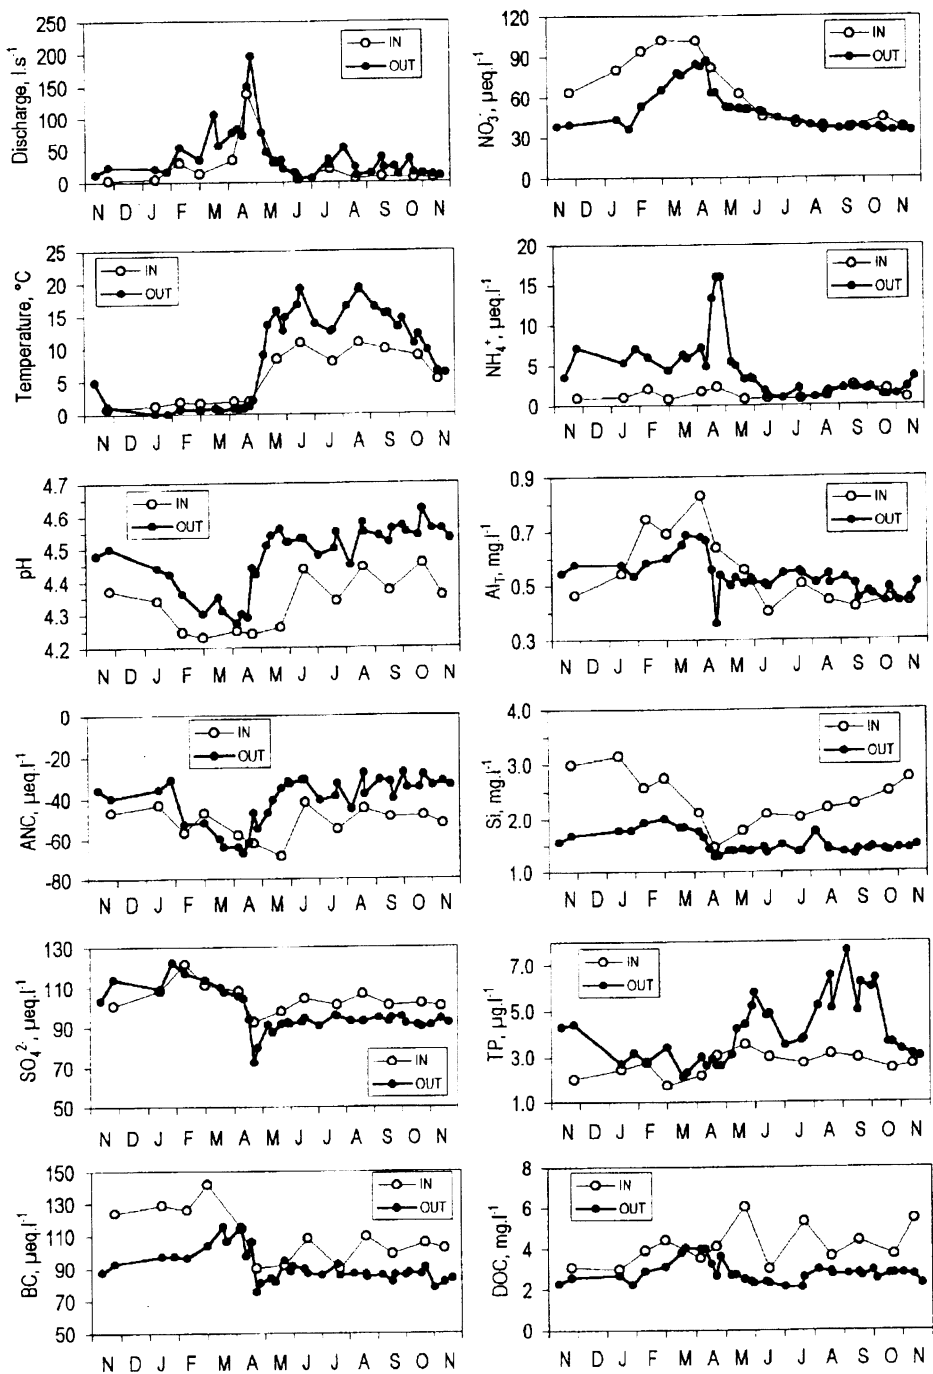 Discharge, l.s⁻¹
250
200
150
100
50
0
IN
OUT
N D J F M A M J J A S O N
NO₃⁻, µeq.l⁻¹
120
90
60
30
0
IN
OUT
N D J F M A M J J A S O N
Temperature, °C
25
20
15
10
5
0
IN
OUT
N D J F M A M J J A S O N
NH₄⁺, µeq.l⁻¹
20
15
10
5
0
IN
OUT
N D J F M A M J J A S O N
pH
4.7
4.6
4.5
4.4
4.3
4.2
IN
OUT
N D J F M A M J J A S O N
Al_T, mg.l⁻¹
0.9
0.7
0.5
0.3
IN
OUT
N D J F M A M J J A S O N
ANC, µeq.l⁻¹
0
-20
-40
-60
-80
IN
OUT
N D J F M A M J J A S O N
Si, mg.l⁻¹
4.0
3.0
2.0
1.0
IN
OUT
N D J F M A M J J A S O N
SO₄²⁻, µeq.l⁻¹
130
110
90
70
50
IN
OUT
N D J F M A M J J A S O N
TP, µg.l⁻¹
7.0
5.0
3.0
1.0
IN
OUT
N D J F M A M J J A S O N
BC, µeq.l⁻¹
150
130
110
90
70
50
IN
OUT
N D J F M A M J J A S O N
DOC, mg.l⁻¹
8
6
4
2
0
IN
OUT
N D J F M A M J J A S O N